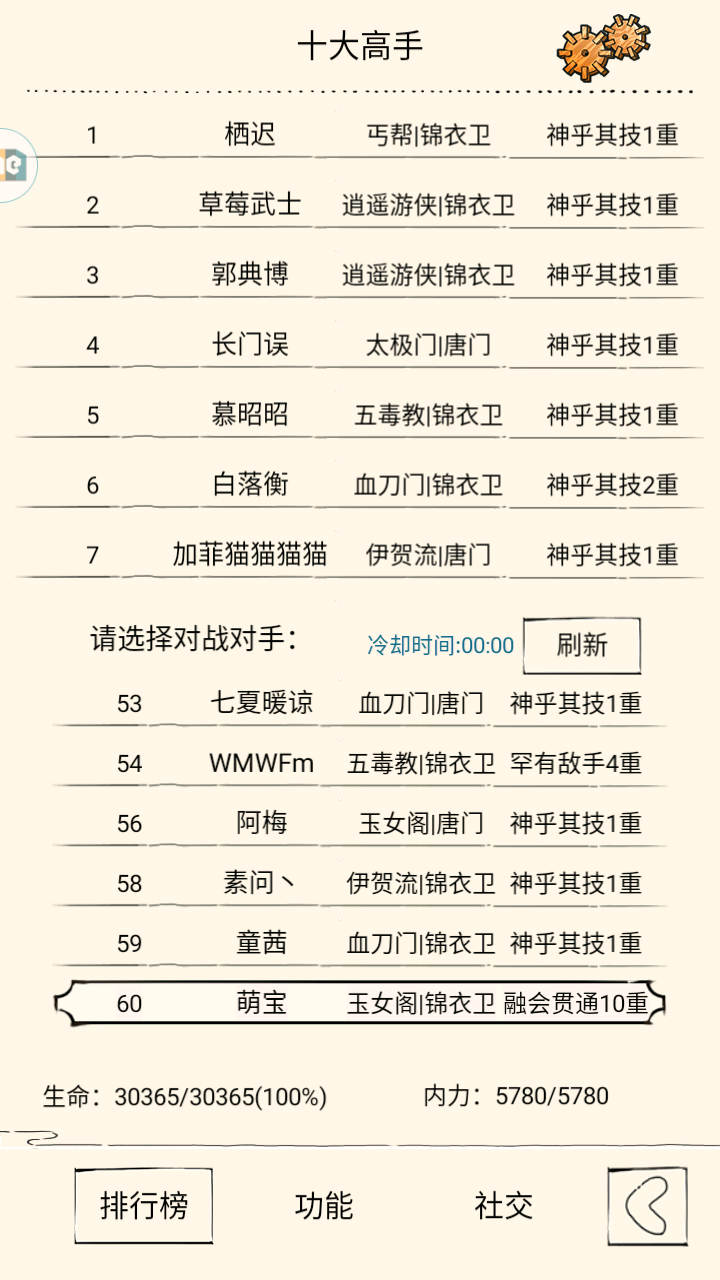 十大高手
1 栖迟 丐帮|锦衣卫 神乎其技1重
2 草莓武士 逍遥游侠|锦衣卫 神乎其技1重
3 郭典博 逍遥游侠|锦衣卫 神乎其技1重
4 长门误 太极门|唐门 神乎其技1重
5 慕昭昭 五毒教|锦衣卫 神乎其技1重
6 白落衡 血刀门|锦衣卫 神乎其技2重
7 加菲猫猫猫猫 伊贺流|唐门 神乎其技1重
请选择对战对手： 冷却时间:00:00 刷新
53 七夏暖谅 血刀门|唐门 神乎其技1重
54 WMWFm 五毒教|锦衣卫 罕有敌手4重
56 阿梅 玉女阁|唐门 神乎其技1重
58 素问丶 伊贺流|锦衣卫 神乎其技1重
59 童茜 血刀门|锦衣卫 神乎其技1重
60 萌宝 玉女阁|锦衣卫 融会贯通10重
生命：30365/30365(100%) 内力：5780/5780
排行榜 功能 社交